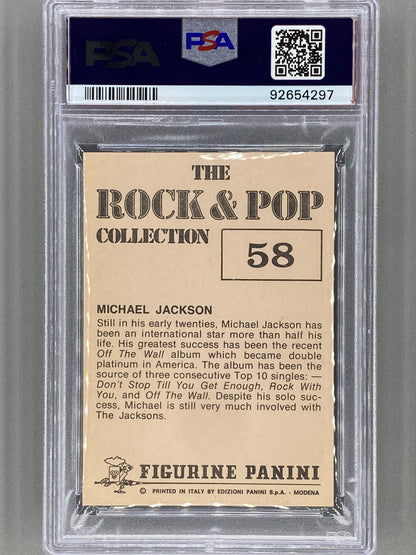 PSA
PSA
92654297
THE
ROCK & POP
COLLECTION
58
MICHAEL JACKSON
Still in his early twenties, Michael Jackson has
been an international star more than half his
life. His greatest success has been the recent
Off The Wall album which became double
platinum in America. The album has been the
source of three consecutive Top 10 singles: —
Don't Stop Till You Get Enough, Rock With
You, and Off The Wall. Despite his solo suc-
cess, Michael is still very much involved with
The Jacksons.
FIGURINE PANINI
© PRINTED IN ITALY BY EDIZIONI PANINI S.p.A. - MODENA
PSA